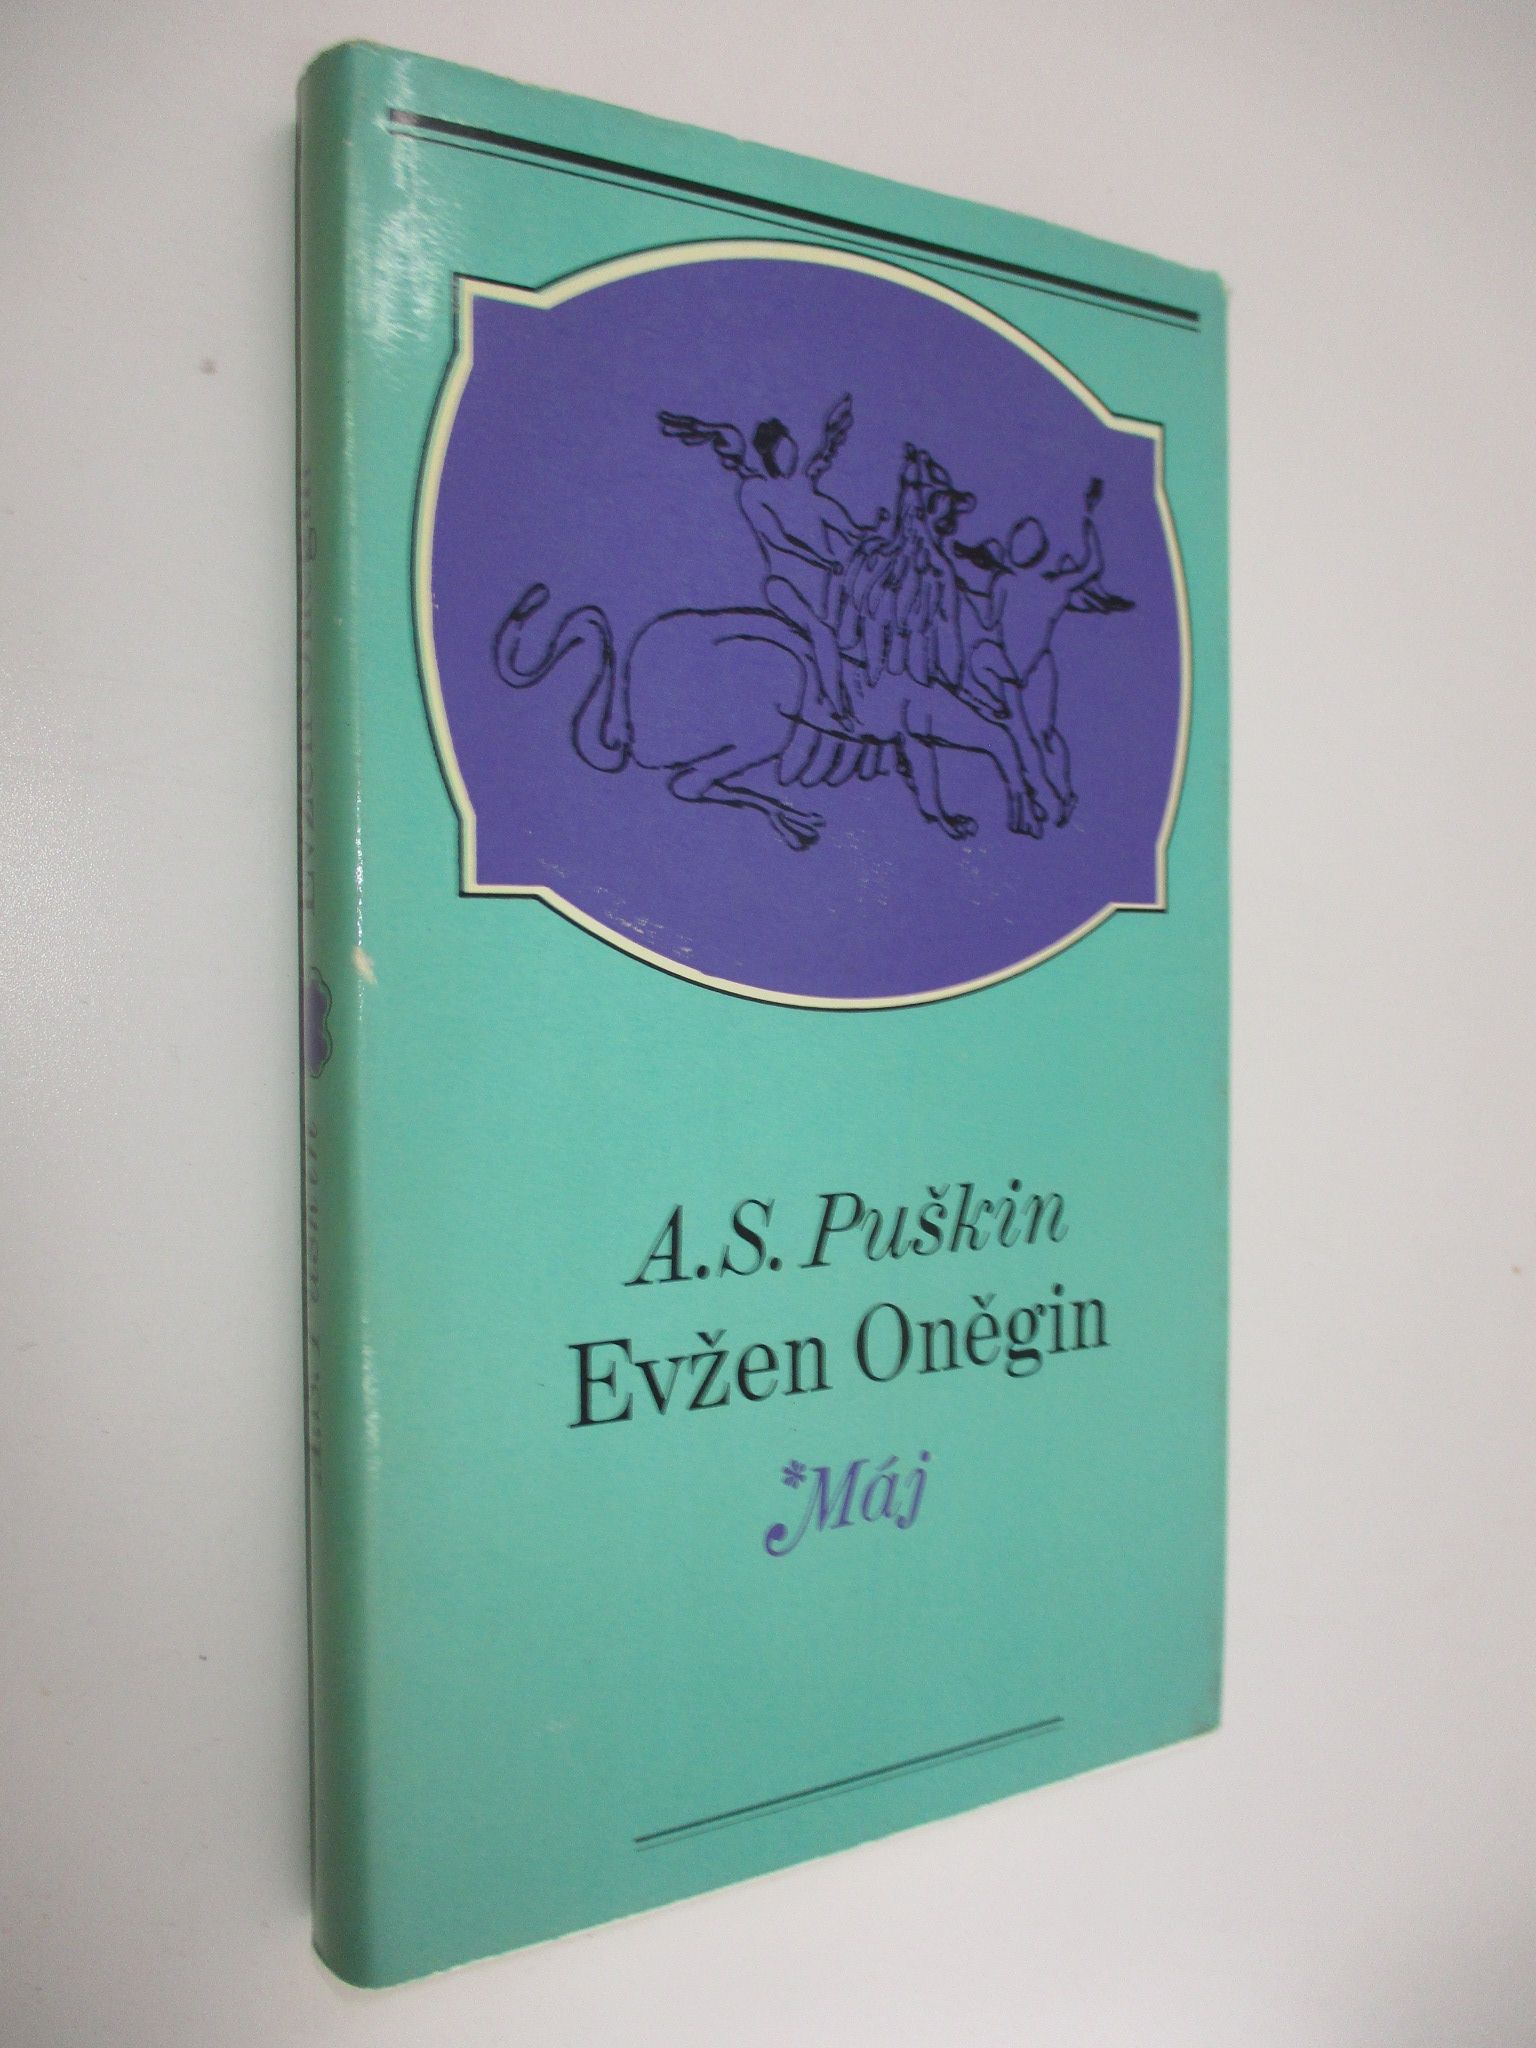 A.S. Puškin
Evžen Oněgin
*Máj